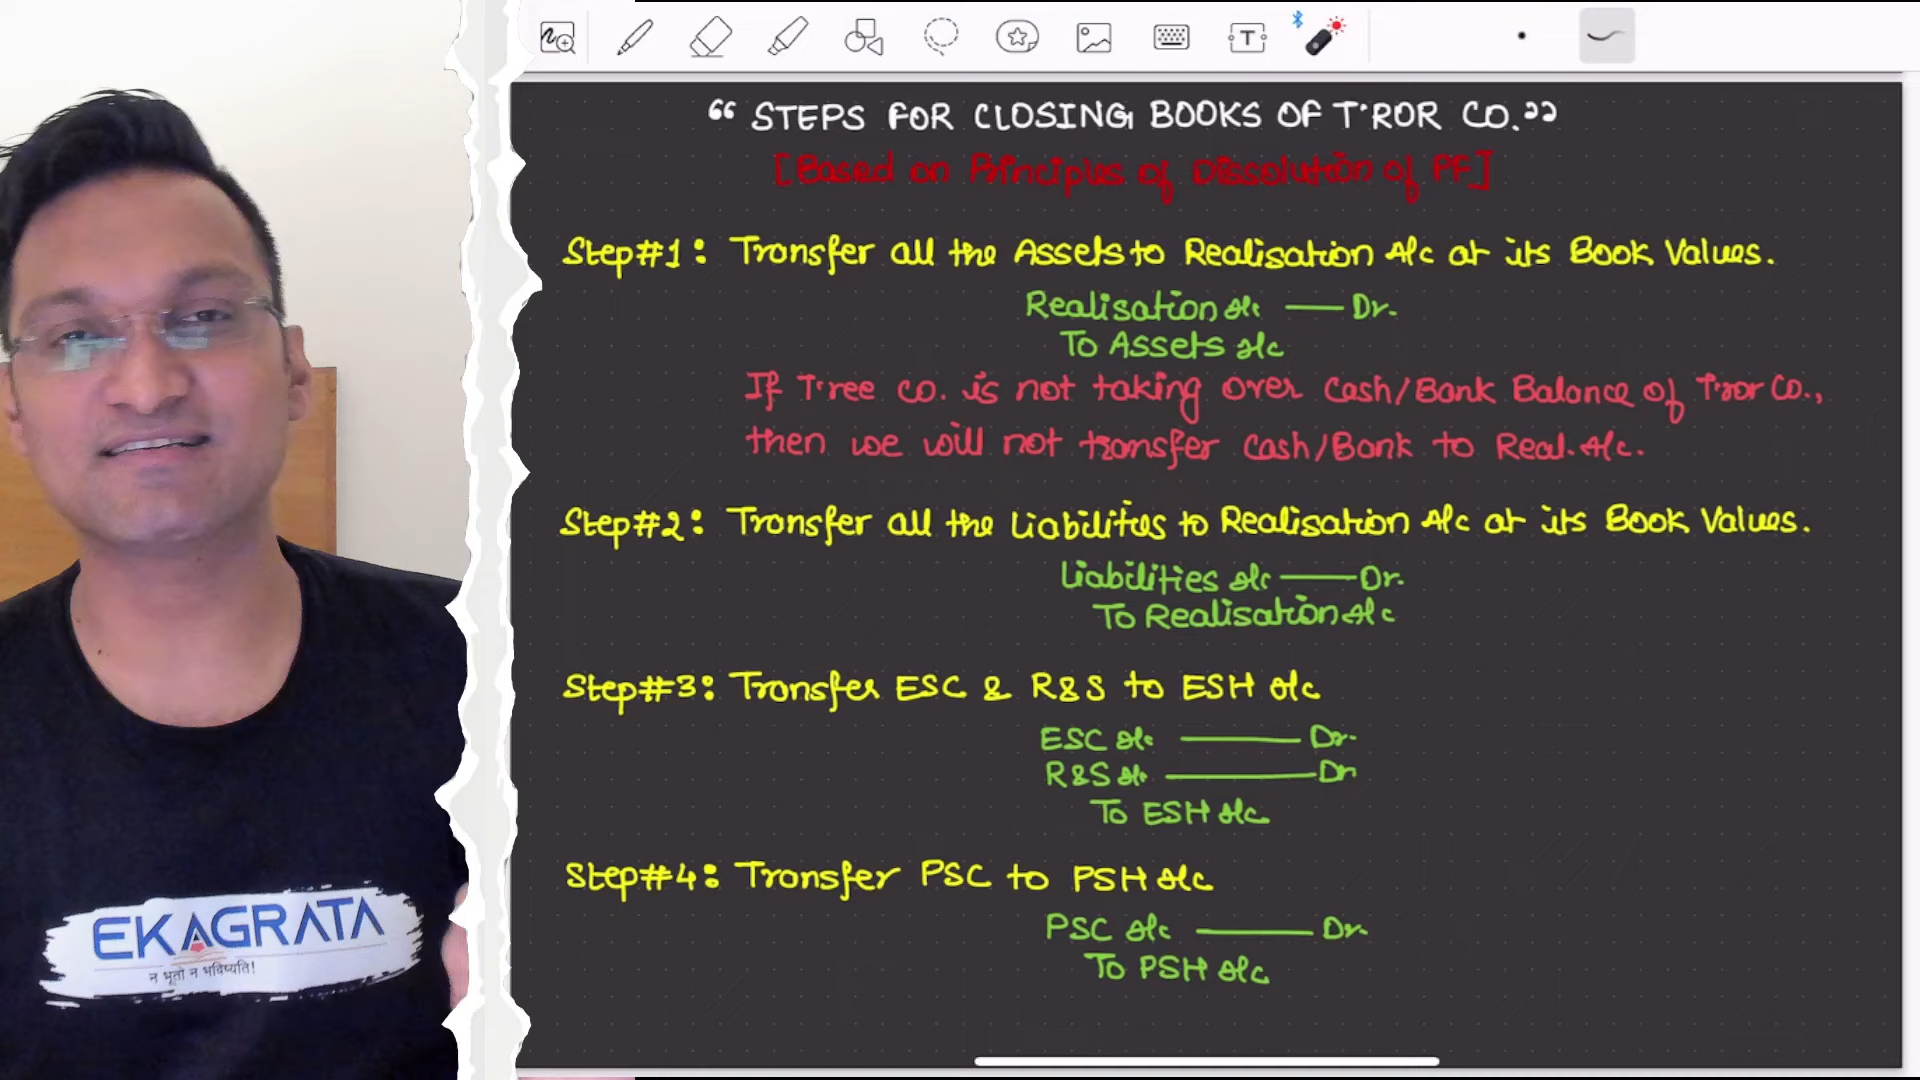 “ STEPS FOR CLOSING BOOKS OF T'ROR CO.”
[Based on Principles of Dissolution of PF]
Step#1: Transfer all the Assets to Realisation A/c at its Book Values.
Realisation A/c — Dr.
To Assets A/c
If T'ree co. is not taking over Cash/Bank Balance of T'ror Co.,
then we will not transfer Cash/Bank to Real. A/c.
Step#2: Transfer all the Liabilities to Realisation A/c at its Book Values.
Liabilities A/c — Dr.
To Realisation A/c
Step#3: Transfer ESC & R&S to ESH A/c
ESC A/c — Dr.
R&S A/c — Dr
To ESH A/c
Step#4: Transfer PSC to PSH A/c
PSC A/c — Dr.
To PSH A/c
EKAGRATA
न भूतो न भविष्यति!